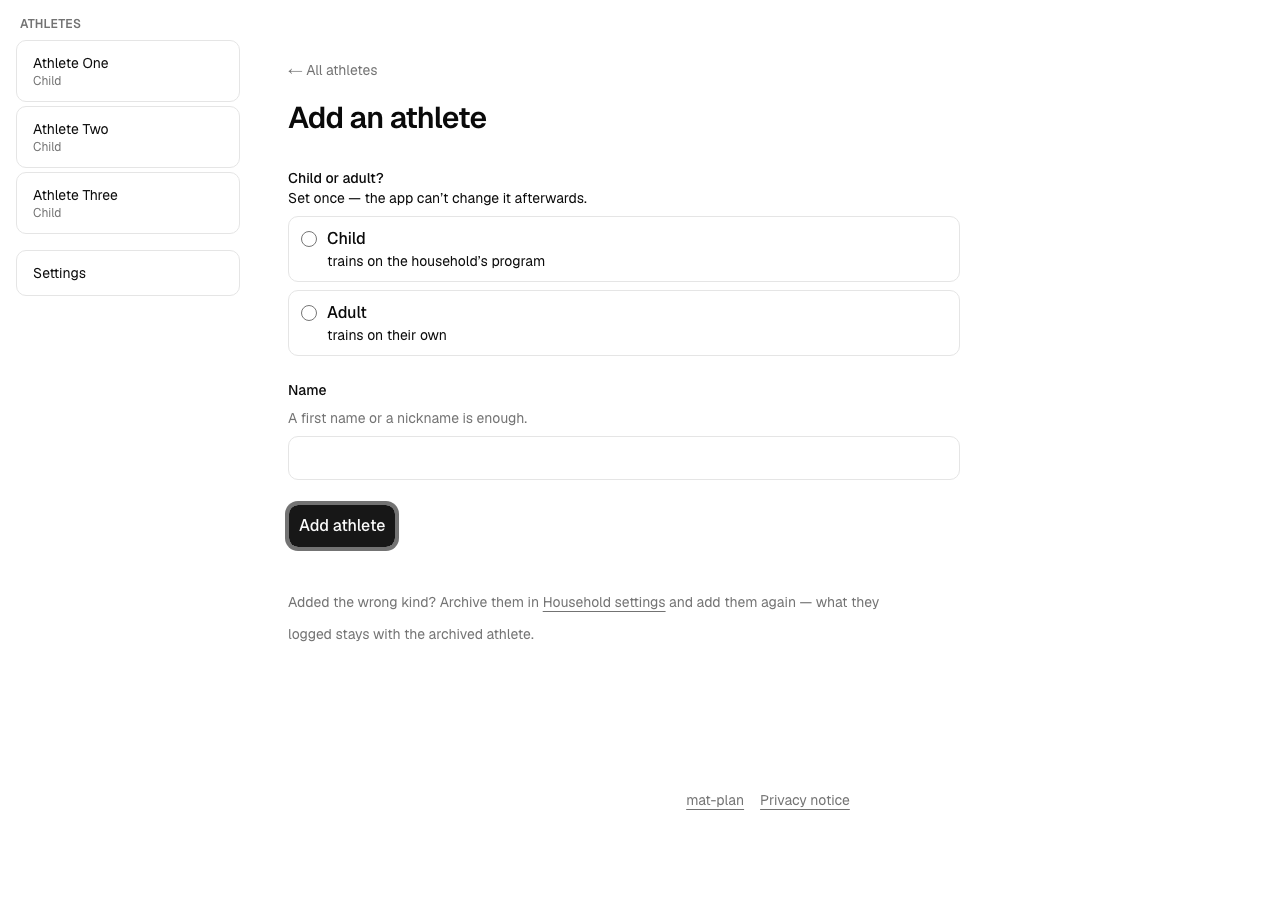 ATHLETES
Athlete One
Child
Athlete Two
Child
Athlete Three
Child
Settings
← All athletes
Add an athlete
Child or adult?
Set once — the app can’t change it afterwards.
Child
trains on the household’s program
Adult
trains on their own
Name
A first name or a nickname is enough.
Add athlete
Added the wrong kind? Archive them in Household settings and add them again — what they
logged stays with the archived athlete.
mat-plan Privacy notice